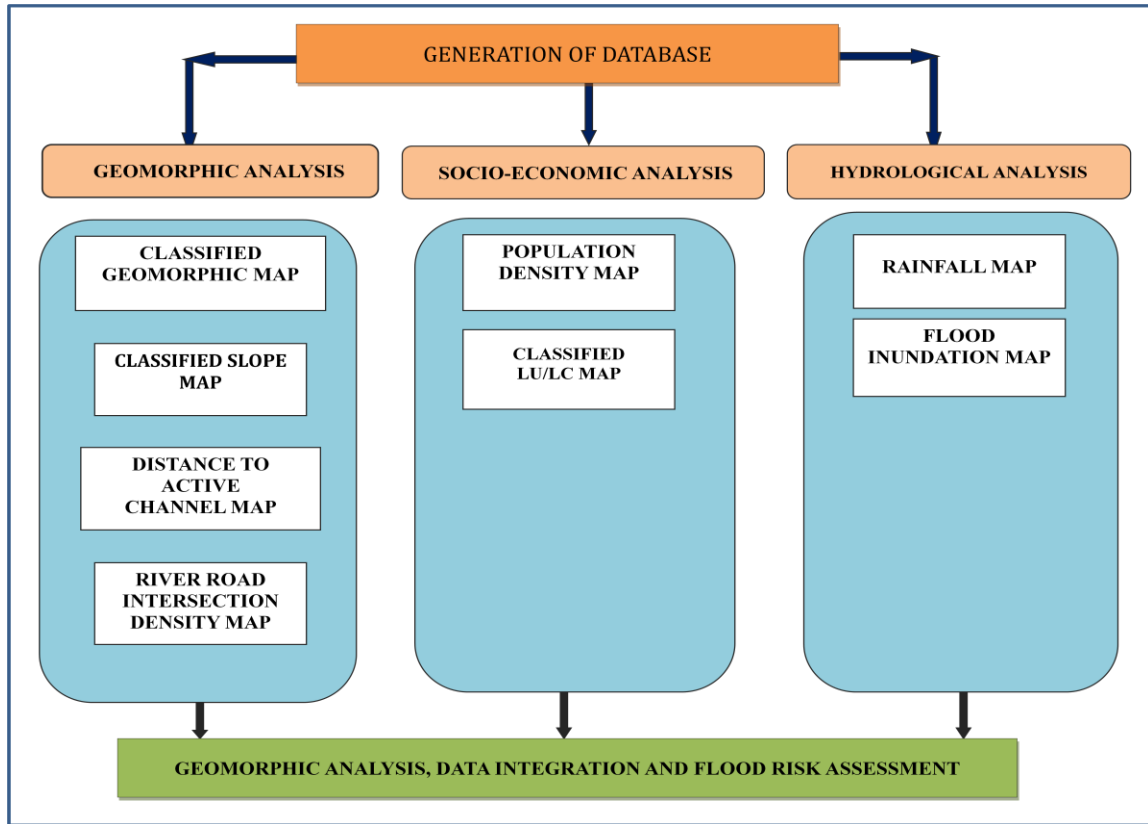 GENERATION OF DATABASE
GEOMORPHIC ANALYSIS
CLASSIFIED
GEOMORPHIC MAP
CLASSIFIED SLOPE
MAP
DISTANCE TO
ACTIVE
CHANNEL MAP
RIVER ROAD
INTERSECTION
DENSITY MAP
SOCIO-ECONOMIC ANALYSIS
POPULATION
DENSITY MAP
CLASSIFIED
LU/LC MAP
HYDROLOGICAL ANALYSIS
RAINFALL MAP
FLOOD
INUNDATION MAP
GEOMORPHIC ANALYSIS, DATA INTEGRATION AND FLOOD RISK ASSESSMENT